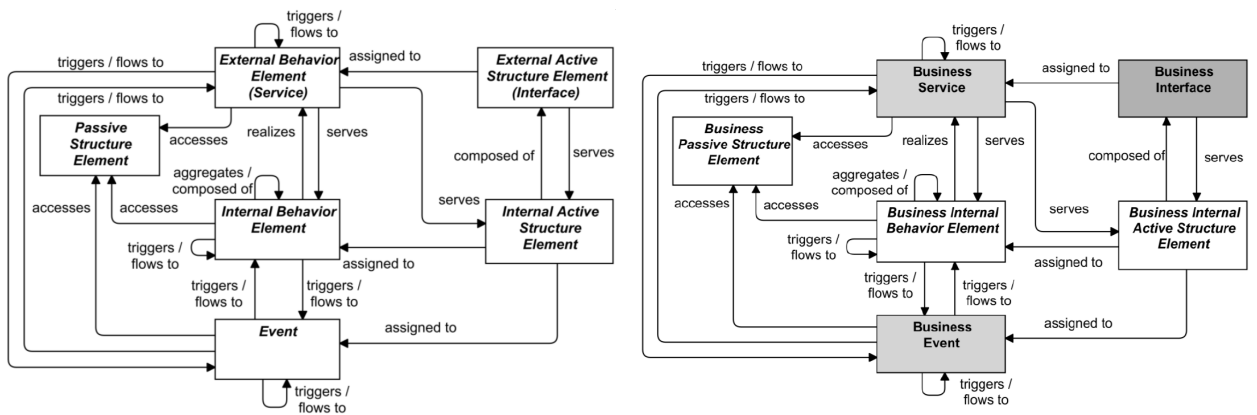 triggers /
flows to
triggers / flows to
External Behavior
Element
(Service)
assigned to
External Active
Structure Element
(Interface)
triggers / flows to
Passive
Structure
Element
accesses
realizes
serves
composed of
serves
aggregates /
composed of
accesses
accesses
Internal Behavior
Element
serves
Internal Active
Structure
Element
triggers /
flows to
assigned to
triggers /
flows to
triggers /
flows to
Event
assigned to
triggers /
flows to
triggers /
flows to
triggers / flows to
Business
Service
assigned to
Business
Interface
triggers / flows to
Business
Passive Structure
Element
accesses
realizes
serves
composed of
serves
aggregates /
composed of
accesses
accesses
Business Internal
Behavior Element
serves
Business Internal
Active Structure
Element
triggers /
flows to
assigned to
triggers /
flows to
triggers /
flows to
Business
Event
assigned to
triggers /
flows to